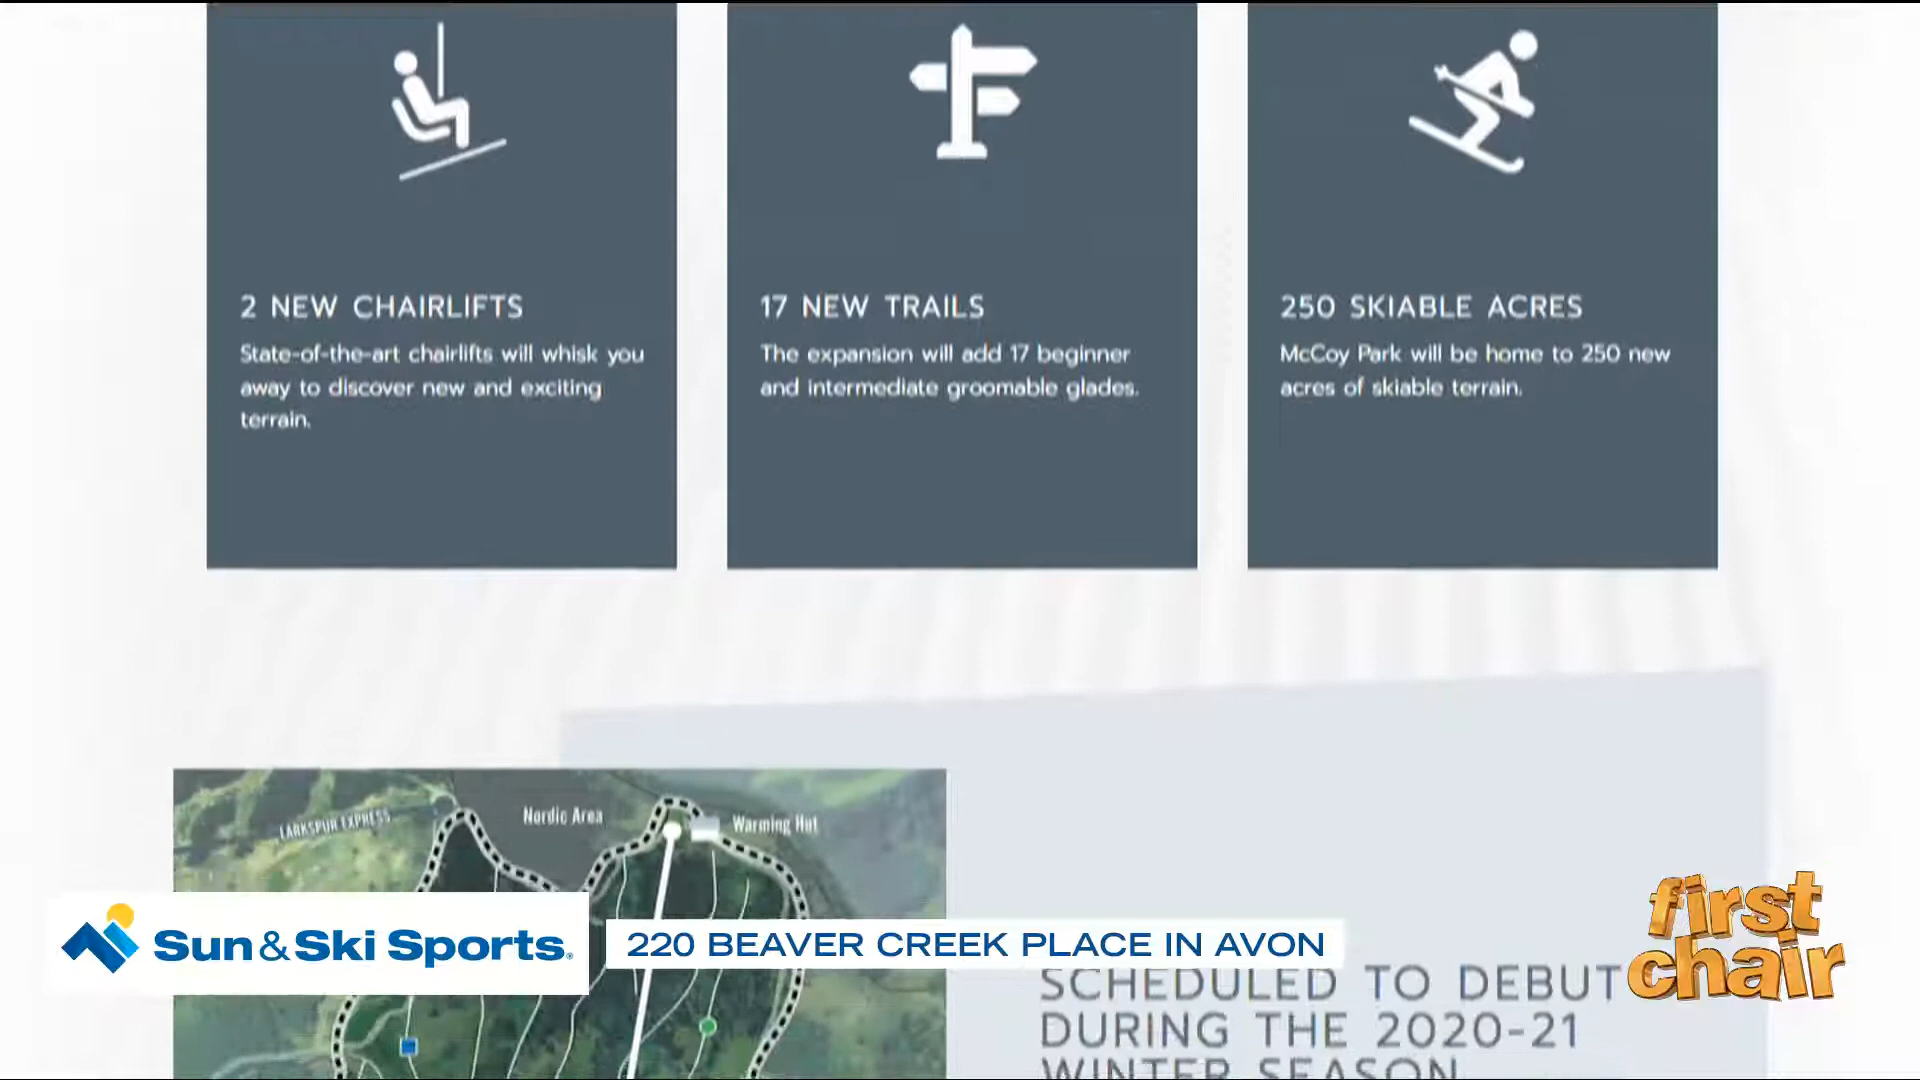 2 NEW CHAIRLIFTS
State-of-the-art chairlifts will whisk you
away to discover new and exciting
terrain.
17 NEW TRAILS
The expansion will add 17 beginner
and intermediate groomable glades.
250 SKIABLE ACRES
McCoy Park will be home to 250 new
acres of skiable terrain.
LARKSPUR EXPRESS
Nordic Area
Warming Hut
Sun & Ski Sports.
220 BEAVER CREEK PLACE IN AVON
SCHEDULED TO DEBUT
DURING THE 2020-21
WINTER SEASON
first
chair